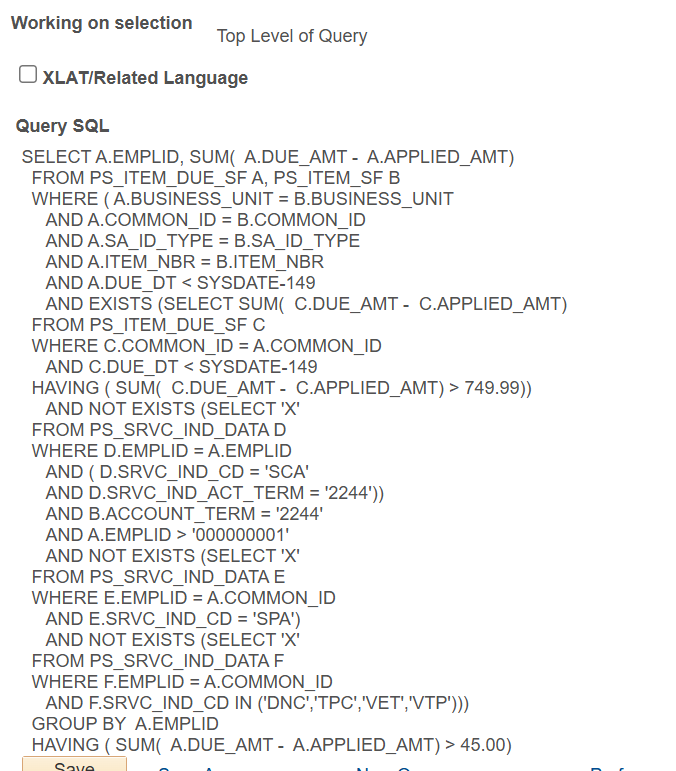 Working on selection
Top Level of Query
XLAT/Related Language
Query SQL
SELECT A.EMPLID, SUM(  A.DUE_AMT -  A.APPLIED_AMT)
FROM PS_ITEM_DUE_SF A, PS_ITEM_SF B
WHERE ( A.BUSINESS_UNIT = B.BUSINESS_UNIT
AND A.COMMON_ID = B.COMMON_ID
AND A.SA_ID_TYPE = B.SA_ID_TYPE
AND A.ITEM_NBR = B.ITEM_NBR
AND A.DUE_DT < SYSDATE-149
AND EXISTS (SELECT SUM(  C.DUE_AMT -  C.APPLIED_AMT)
FROM PS_ITEM_DUE_SF C
WHERE C.COMMON_ID = A.COMMON_ID
AND C.DUE_DT < SYSDATE-149
HAVING ( SUM(  C.DUE_AMT -  C.APPLIED_AMT) > 749.99))
AND NOT EXISTS (SELECT 'X'
FROM PS_SRVC_IND_DATA D
WHERE D.EMPLID = A.EMPLID
AND ( D.SRVC_IND_CD = 'SCA'
AND D.SRVC_IND_ACT_TERM = '2244'))
AND B.ACCOUNT_TERM = '2244'
AND A.EMPLID > '000000001'
AND NOT EXISTS (SELECT 'X'
FROM PS_SRVC_IND_DATA E
WHERE E.EMPLID = A.COMMON_ID
AND E.SRVC_IND_CD = 'SPA')
AND NOT EXISTS (SELECT 'X'
FROM PS_SRVC_IND_DATA F
WHERE F.EMPLID = A.COMMON_ID
AND F.SRVC_IND_CD IN ('DNC','TPC','VET','VTP')))
GROUP BY  A.EMPLID
HAVING ( SUM(  A.DUE_AMT -  A.APPLIED_AMT) > 45.00)
Save